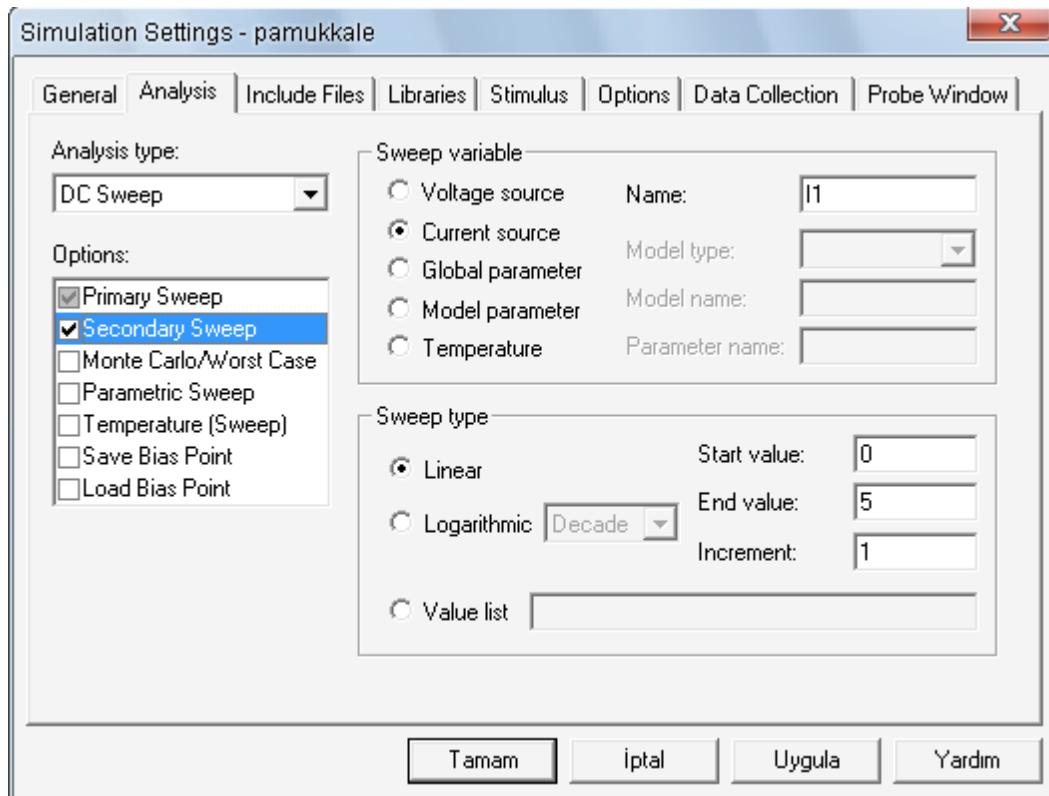 Simulation Settings - pamukkale
General Analysis Include Files Libraries Stimulus Options Data Collection Probe Window
Analysis type:
DC Sweep
Options:
Primary Sweep
Secondary Sweep
Monte Carlo/Worst Case
Parametric Sweep
Temperature (Sweep)
Save Bias Point
Load Bias Point
Sweep variable
Voltage source
Current source
Global parameter
Model parameter
Temperature
Name: I1
Model type:
Model name:
Parameter name:
Sweep type
Linear
Logarithmic Decade
Value list
Start value: 0
End value: 5
Increment: 1
Tamam İptal Uygula Yardım